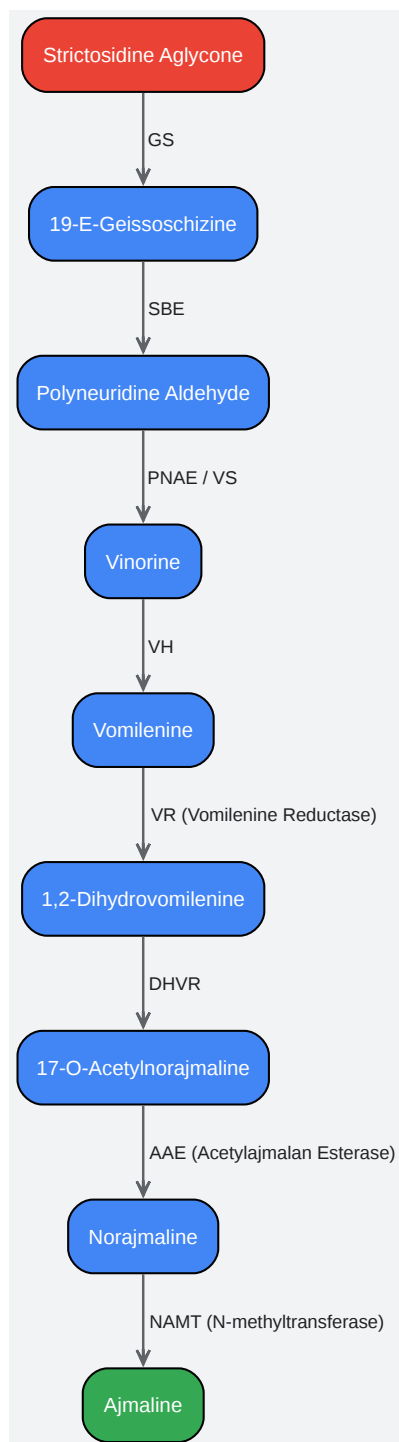 Strictosidine Aglycone
GS
19-E-Geissoschizine
SBE
Polyneuridine Aldehyde
PNAE / VS
Vinorine
VH
Vomilenine
VR (Vomilenine Reductase)
1,2-Dihydrovomilenine
DHVR
17-O-Acetylnorajmaline
AAE (Acetylajmalan Esterase)
Norajmaline
NAMT (N-methyltransferase)
Ajmaline